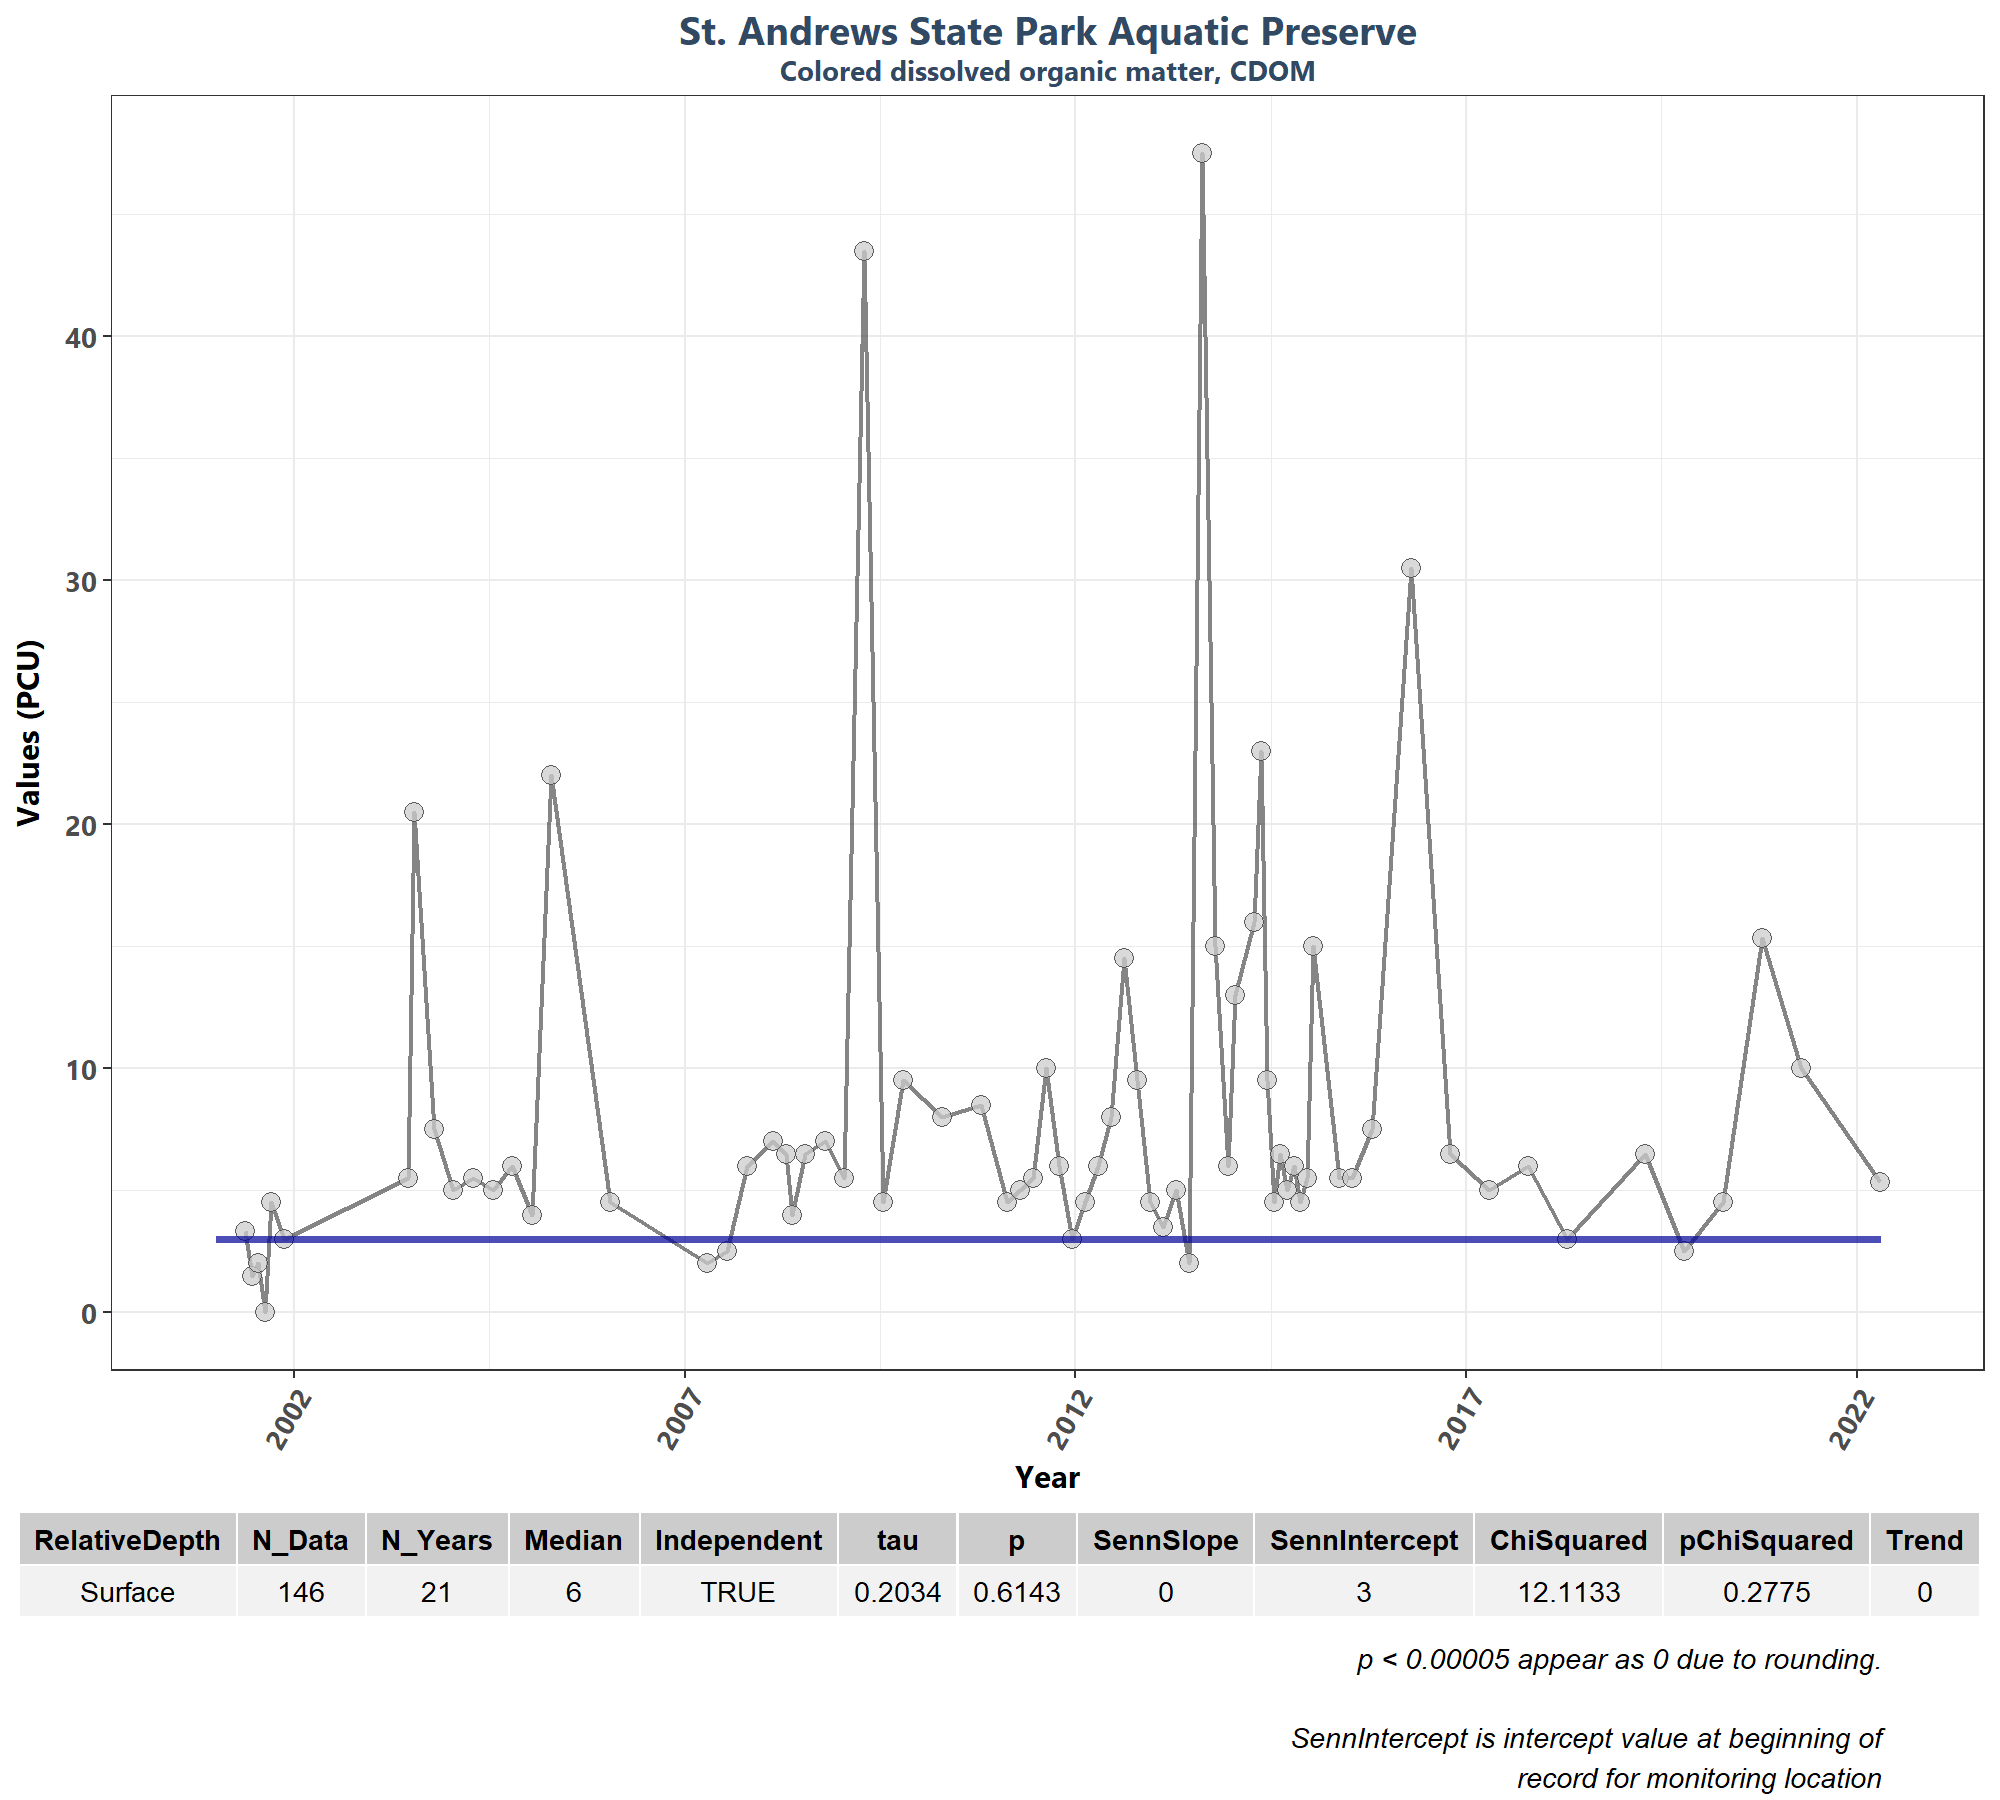 St. Andrews State Park Aquatic Preserve
Colored dissolved organic matter, CDOM
Values (PCU)
40
30
20
10
0
2002 2007 2012 2017 2022
Year
RelativeDepth N_Data N_Years Median Independent tau p SennSlope SennIntercept ChiSquared pChiSquared Trend
Surface 146 21 6 TRUE 0.2034 0.6143 0 3 12.1133 0.2775 0
p < 0.00005 appear as 0 due to rounding.
SennIntercept is intercept value at beginning of
record for monitoring location